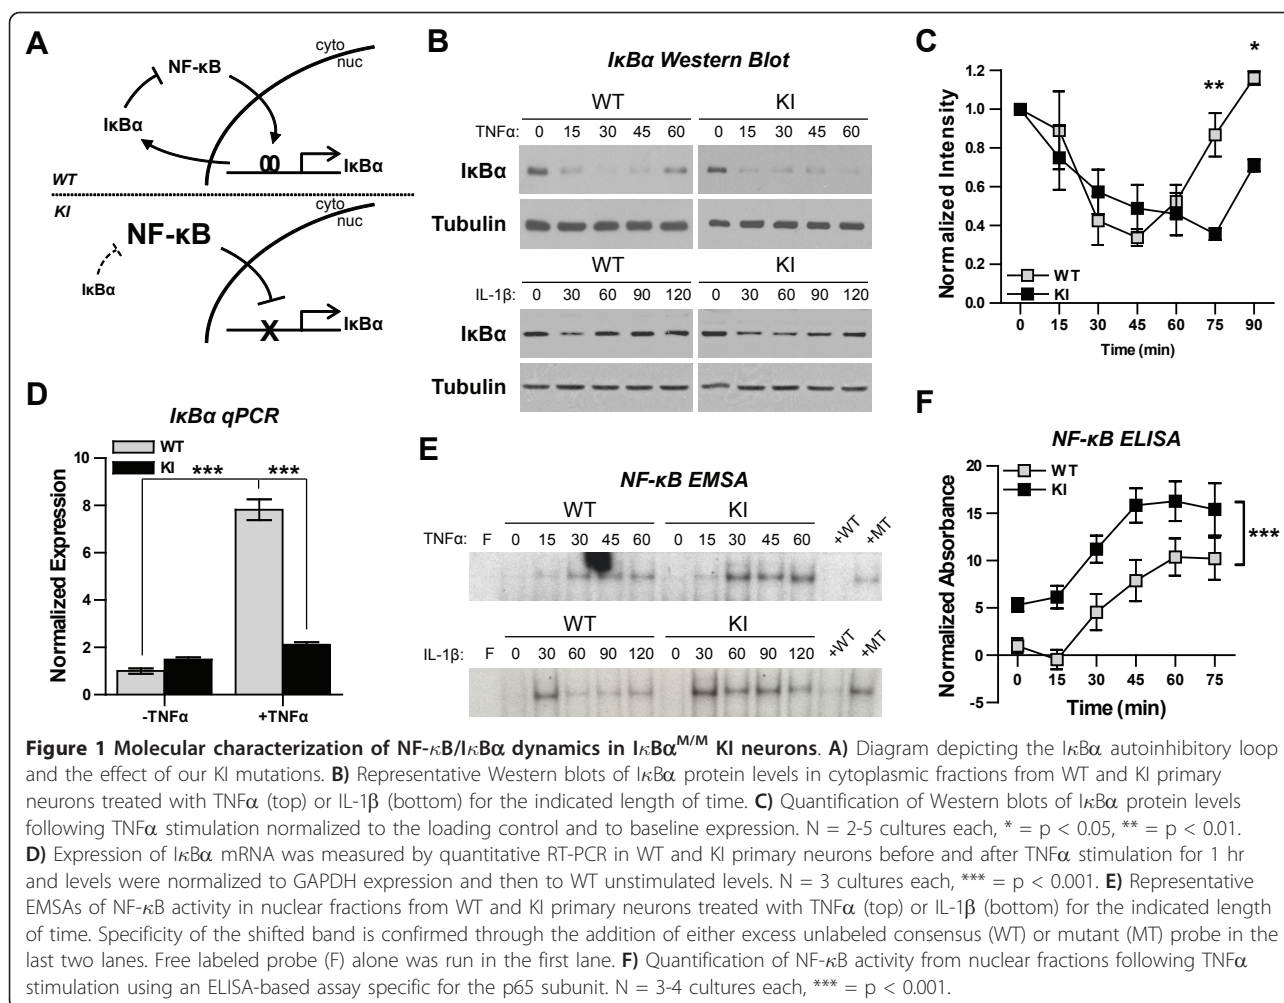 A
cyto
nuc
NF-κB
IκBα
IκBα
WT
KI
cyto
nuc
NF-κB
IκBα
X
IκBα
B
IκBα Western Blot
WT KI
TNFα: 0 15 30 45 60 0 15 30 45 60
IκBα
Tubulin
WT KI
IL-1β: 0 30 60 90 120 0 30 60 90 120
IκBα
Tubulin
C
*
**
1.2
1.0
0.8
0.6
0.4
0.2
0.0
Normalized Intensity
WT
KI
0 15 30 45 60 75 90
Time (min)
D
IκBα qPCR
WT
KI
*** ***
10
8
6
4
2
0
Normalized Expression
-TNFα +TNFα
E
NF-κB EMSA
WT KI
TNFα: F 0 15 30 45 60 0 15 30 45 60 +WT +MT
WT KI
IL-1β: F 0 30 60 90 120 0 30 60 90 120 +WT +MT
F
NF-κB ELISA
WT
KI
20
15
10
5
0
-5
Normalized Absorbance
***
0 15 30 45 60 75
Time (min)
Figure 1 Molecular characterization of NF-κB/IκBα dynamics in IκBα^M/M KI neurons. A) Diagram depicting the IκBα autoinhibitory loop
and the effect of our KI mutations. B) Representative Western blots of IκBα protein levels in cytoplasmic fractions from WT and KI primary
neurons treated with TNFα (top) or IL-1β (bottom) for the indicated length of time. C) Quantification of Western blots of IκBα protein levels
following TNFα stimulation normalized to the loading control and to baseline expression. N = 2-5 cultures each, * = p < 0.05, ** = p < 0.01.
D) Expression of IκBα mRNA was measured by quantitative RT-PCR in WT and KI primary neurons before and after TNFα stimulation for 1 hr
and levels were normalized to GAPDH expression and then to WT unstimulated levels. N = 3 cultures each, *** = p < 0.001. E) Representative
EMSAs of NF-κB activity in nuclear fractions from WT and KI primary neurons treated with TNFα (top) or IL-1β (bottom) for the indicated length
of time. Specificity of the shifted band is confirmed through the addition of either excess unlabeled consensus (WT) or mutant (MT) probe in the
last two lanes. Free labeled probe (F) alone was run in the first lane. F) Quantification of NF-κB activity from nuclear fractions following TNFα
stimulation using an ELISA-based assay specific for the p65 subunit. N = 3-4 cultures each, *** = p < 0.001.